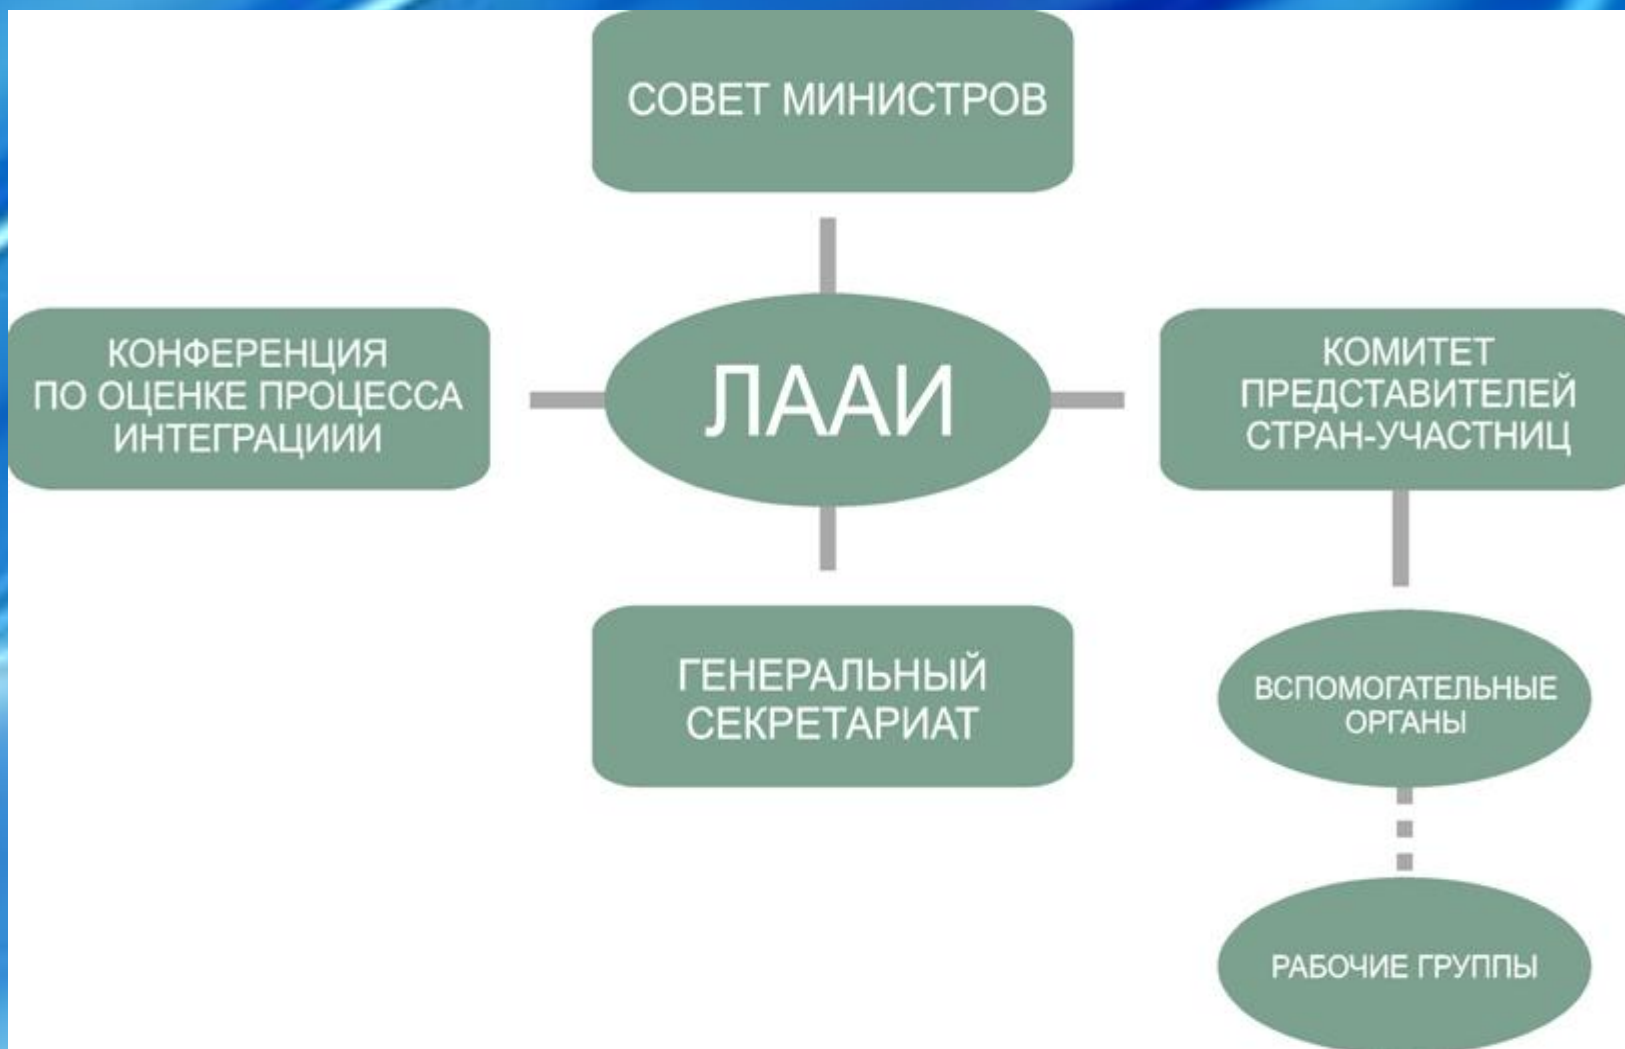 СОВЕТ МИНИСТРОВ
КОНФЕРЕНЦИЯ
ПО ОЦЕНКЕ ПРОЦЕССА
ИНТЕГРАЦИИИ
ЛААИ
КОМИТЕТ
ПРЕДСТАВИТЕЛЕЙ
СТРАН-УЧАСТНИЦ
ГЕНЕРАЛЬНЫЙ
СЕКРЕТАРИАТ
ВСПОМОГАТЕЛЬНЫЕ
ОРГАНЫ
РАБОЧИЕ ГРУППЫ